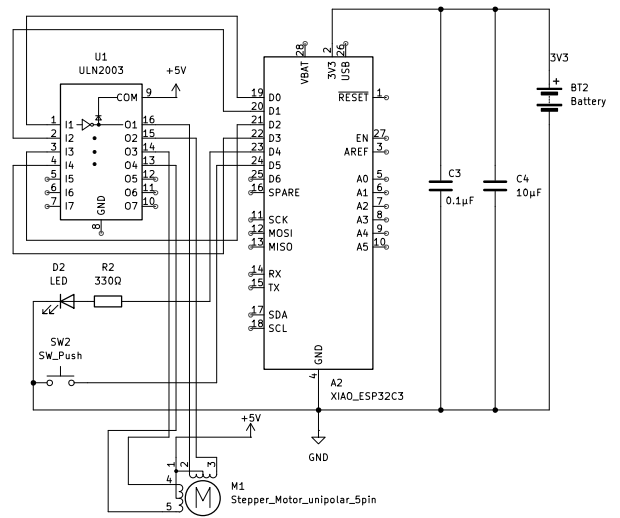 U1
ULN2003
+5V
COM
9
1
I1
O1
16
2
I2
O2
15
3
I3
O3
14
4
I4
O4
13
5
I5
O5
12
6
I6
O6
11
7
I7
O7
10
GND
8
VBAT
28
3V3
2
USB
26
19
D0
RESET
1
20
D1
21
D2
22
D3
EN
27
23
D4
AREF
3
24
D5
25
D6
A0
5
16
SPARE
A1
6
A2
7
11
SCK
A3
8
12
MOSI
A4
9
13
MISO
A5
10
14
RX
15
TX
17
SDA
18
SCL
GND
4
A2
XIAO_ESP32C3
3V3
+
BT2
Battery
C3
0.1µF
C4
10µF
D2
LED
R2
330Ω
SW2
SW_Push
GND
+5V
1
2
3
4
5
M
M1
Stepper_Motor_unipolar_5pin